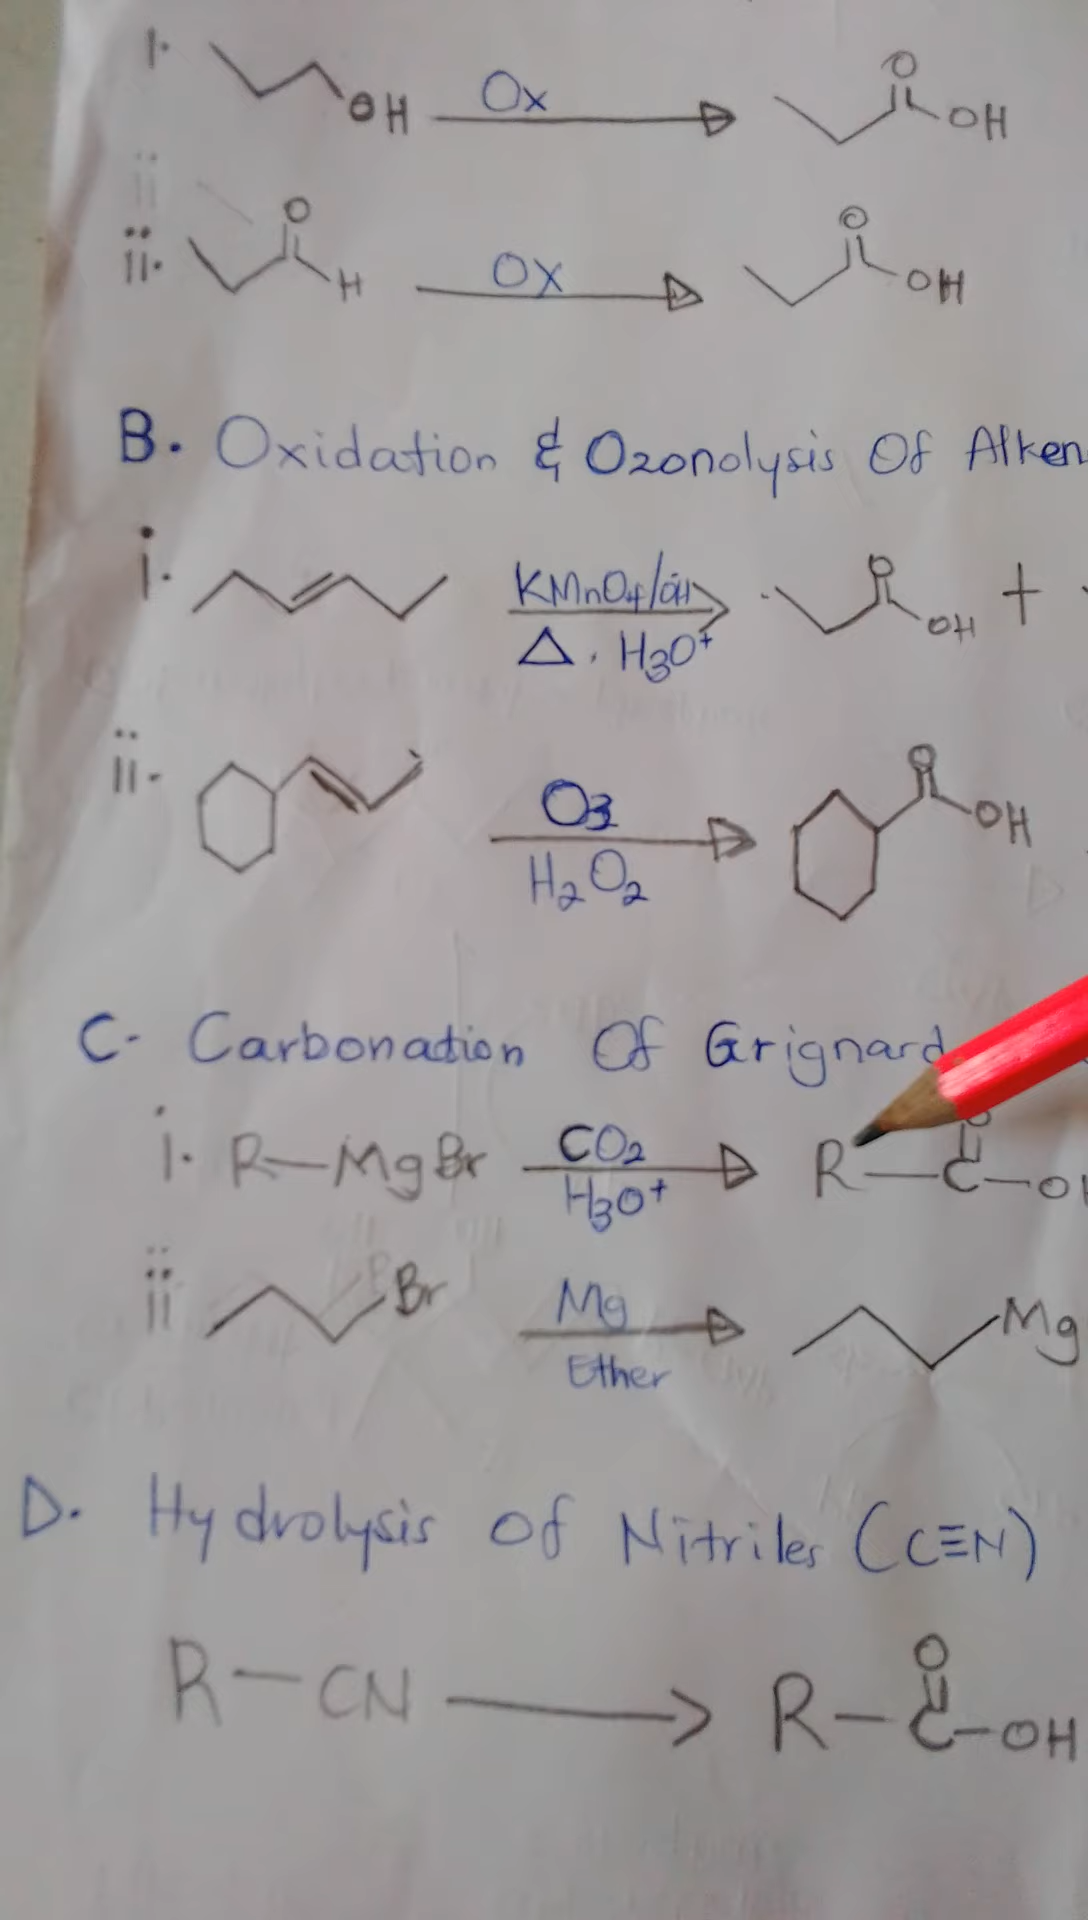 i. OH Ox O OH
ii. O H OX O OH
B. Oxidation & Ozonolysis Of Alken
i. KMnO4/OH O OH +
Δ, H3O+
ii. O3 O OH
H2O2
C- Carbonation Of Grignard
i. R-MgBr CO2 R-C-O
H3O+
ii Br Mg Mg
Ether
D. Hydrolysis Of Nitriles (C≡N)
R-CN → R-C-OH
O